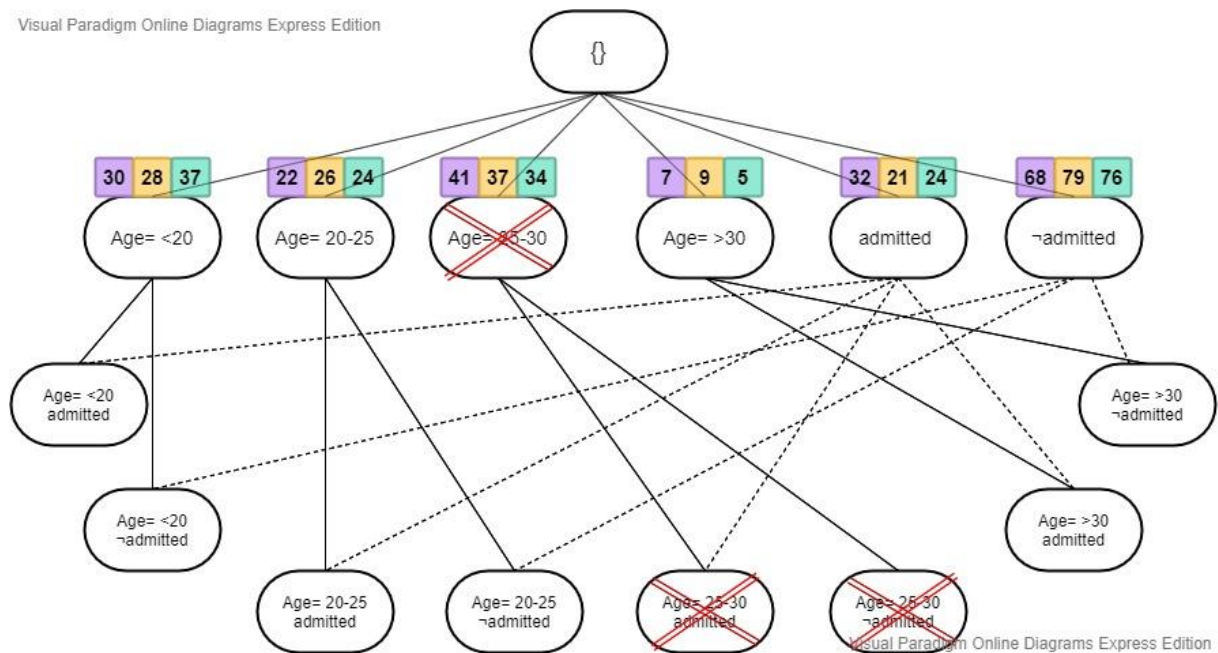 Visual Paradigm Online Diagrams Express Edition
{}
30 28 37
22 26 24
41 37 34
7 9 5
32 21 24
68 79 76
Age= <20
Age= 20-25
Age= 25-30
Age= >30
admitted
¬admitted
Age= <20
admitted
Age= >30
¬admitted
Age= <20
¬admitted
Age= >30
admitted
Age= 20-25
admitted
Age= 20-25
¬admitted
Age= 25-30
admitted
Age= 25-30
¬admitted
Visual Paradigm Online Diagrams Express Edition